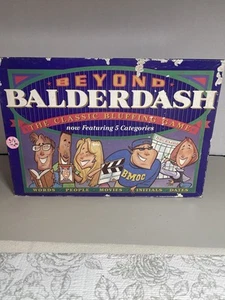 BEYOND
BALDERDASH
THE CLASSIC BLUFFING GAME
now Featuring 5 Categories
BMOC
WORDS PEOPLE MOVIES INITIALS DATES